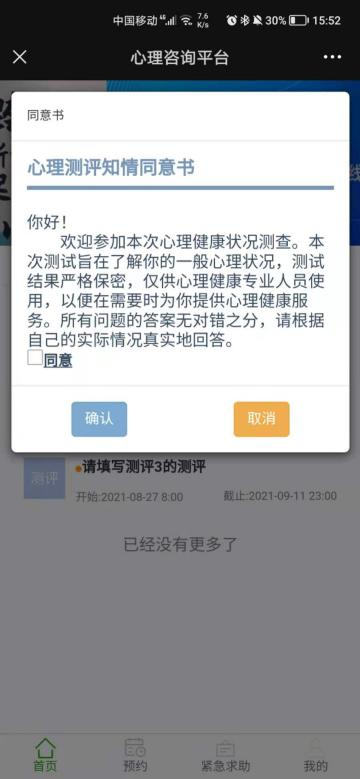 中国移动 4G 7.6 K/s 30% 15:52
心理咨询平台
同意书
心理测评知情同意书
你好！
欢迎参加本次心理健康状况测查。本
次测试旨在了解你的一般心理状况，测试
结果严格保密，仅供心理健康专业人员使
用，以便在需要时为你提供心理健康服
务。所有问题的答案无对错之分，请根据
自己的实际情况真实地回答。
同意
确认 取消
线
测评
请填写测评3的测评
开始:2021-08-27 8:00 截止:2021-09-11 23:00
已经没有更多了
首页 预约 紧急求助 我的